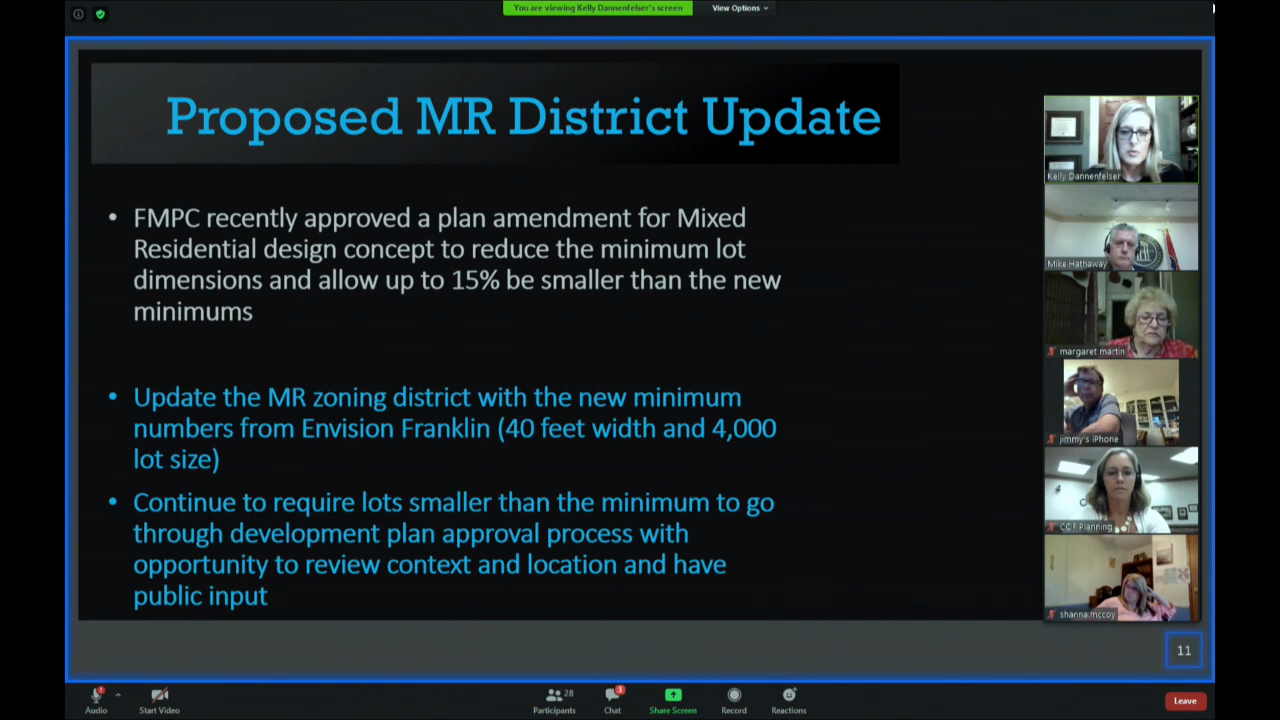 You are viewing Kelly Dannenfelser's screen
View Options
Proposed MR District Update
• FMPC recently approved a plan amendment for Mixed
Residential design concept to reduce the minimum lot
dimensions and allow up to 15% be smaller than the new
minimums
• Update the MR zoning district with the new minimum
numbers from Envision Franklin (40 feet width and 4,000
lot size)
• Continue to require lots smaller than the minimum to go
through development plan approval process with
opportunity to review context and location and have
public input
Kelly Dannenfelser
Mike.Hathaway
margaret martin
jimmy's iPhone
COF Planning
shanna mccoy
11
Audio
Start Video
28
Participants
3
Chat
Share Screen
Record
Reactions
Leave